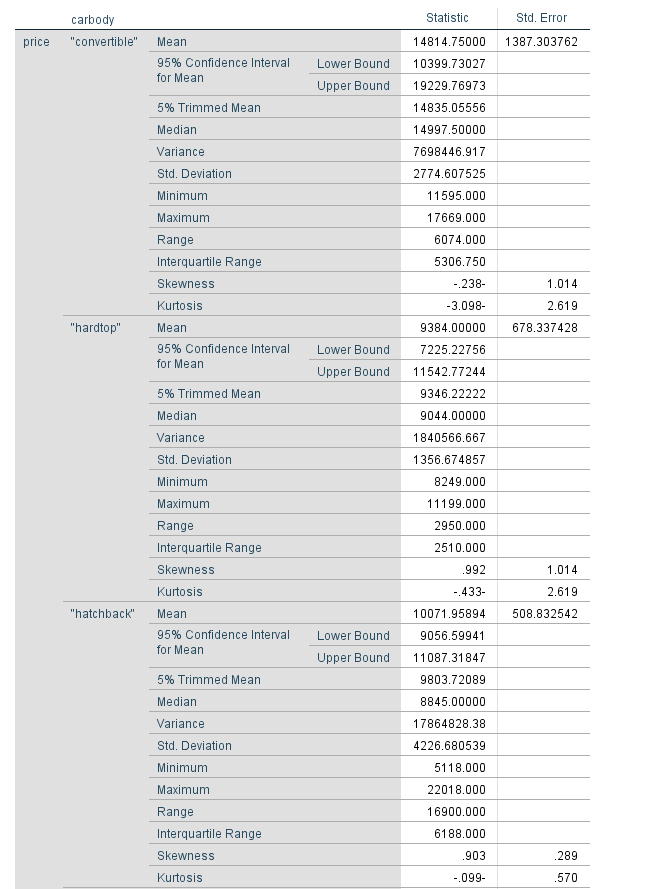 carbody Statistic Std. Error
price "convertible" Mean 14814.75000 1387.303762
95% Confidence Interval for Mean Lower Bound 10399.73027
Upper Bound 19229.76973
5% Trimmed Mean 14835.05556
Median 14997.50000
Variance 7698446.917
Std. Deviation 2774.607525
Minimum 11595.000
Maximum 17669.000
Range 6074.000
Interquartile Range 5306.750
Skewness -.238- 1.014
Kurtosis -3.098- 2.619
"hardtop" Mean 9384.00000 678.337428
95% Confidence Interval for Mean Lower Bound 7225.22756
Upper Bound 11542.77244
5% Trimmed Mean 9346.22222
Median 9044.00000
Variance 1840566.667
Std. Deviation 1356.674857
Minimum 8249.000
Maximum 11199.000
Range 2950.000
Interquartile Range 2510.000
Skewness .992 1.014
Kurtosis -.433- 2.619
"hatchback" Mean 10071.95894 508.832542
95% Confidence Interval for Mean Lower Bound 9056.59941
Upper Bound 11087.31847
5% Trimmed Mean 9803.72089
Median 8845.00000
Variance 17864828.38
Std. Deviation 4226.680539
Minimum 5118.000
Maximum 22018.000
Range 16900.000
Interquartile Range 6188.000
Skewness .903 .289
Kurtosis -.099- .570